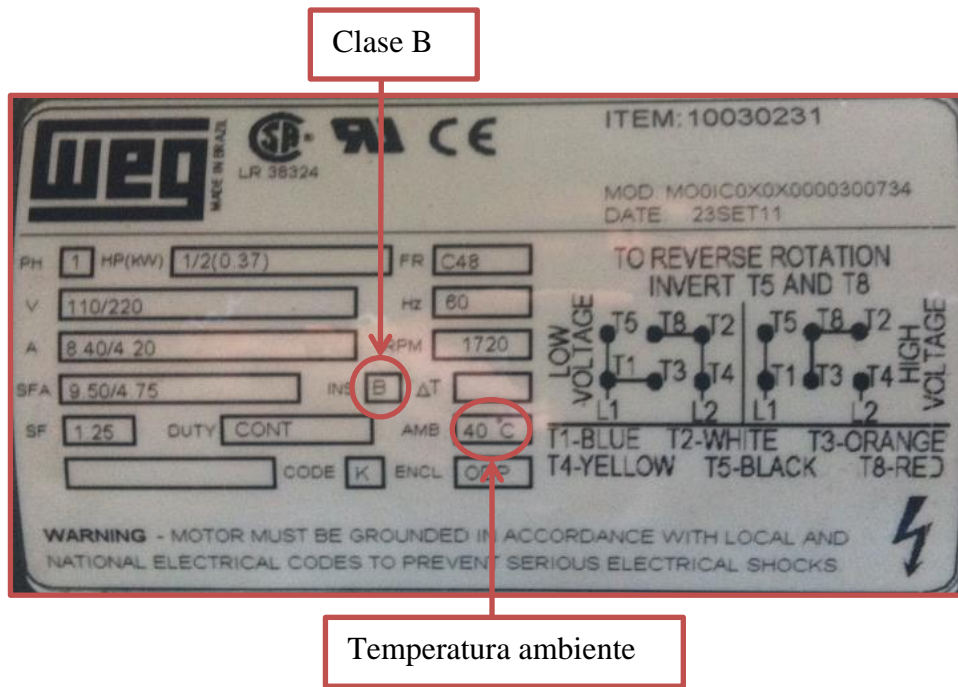 Clase B
weg
MADE IN BRAZIL
SA
LR 38324
CE
ITEM: 10030231
MOD MO0IC0X0X0000300734
DATE 23SET11
PH 1 HP(KW) 1/2(0.37) FR C48
V 110/220 Hz 60
A 8.40/4 20 RPM 1720
SFA 9.50/4 75 INS B ΔT
SF 1.25 DUTY CONT AMB 40 °C
CODE K ENCL ODP
TO REVERSE ROTATION
INVERT T5 AND T8
LOW VOLTAGE
T5 T8 T2
T1 T3 T4
L1 L2
T5 T8 T2
T1 T3 T4
L1 L2
HIGH VOLTAGE
T1-BLUE T2-WHITE T3-ORANGE
T4-YELLOW T5-BLACK T8-RED
WARNING - MOTOR MUST BE GROUNDED IN ACCORDANCE WITH LOCAL AND
NATIONAL ELECTRICAL CODES TO PREVENT SERIOUS ELECTRICAL SHOCKS.
Temperatura ambiente